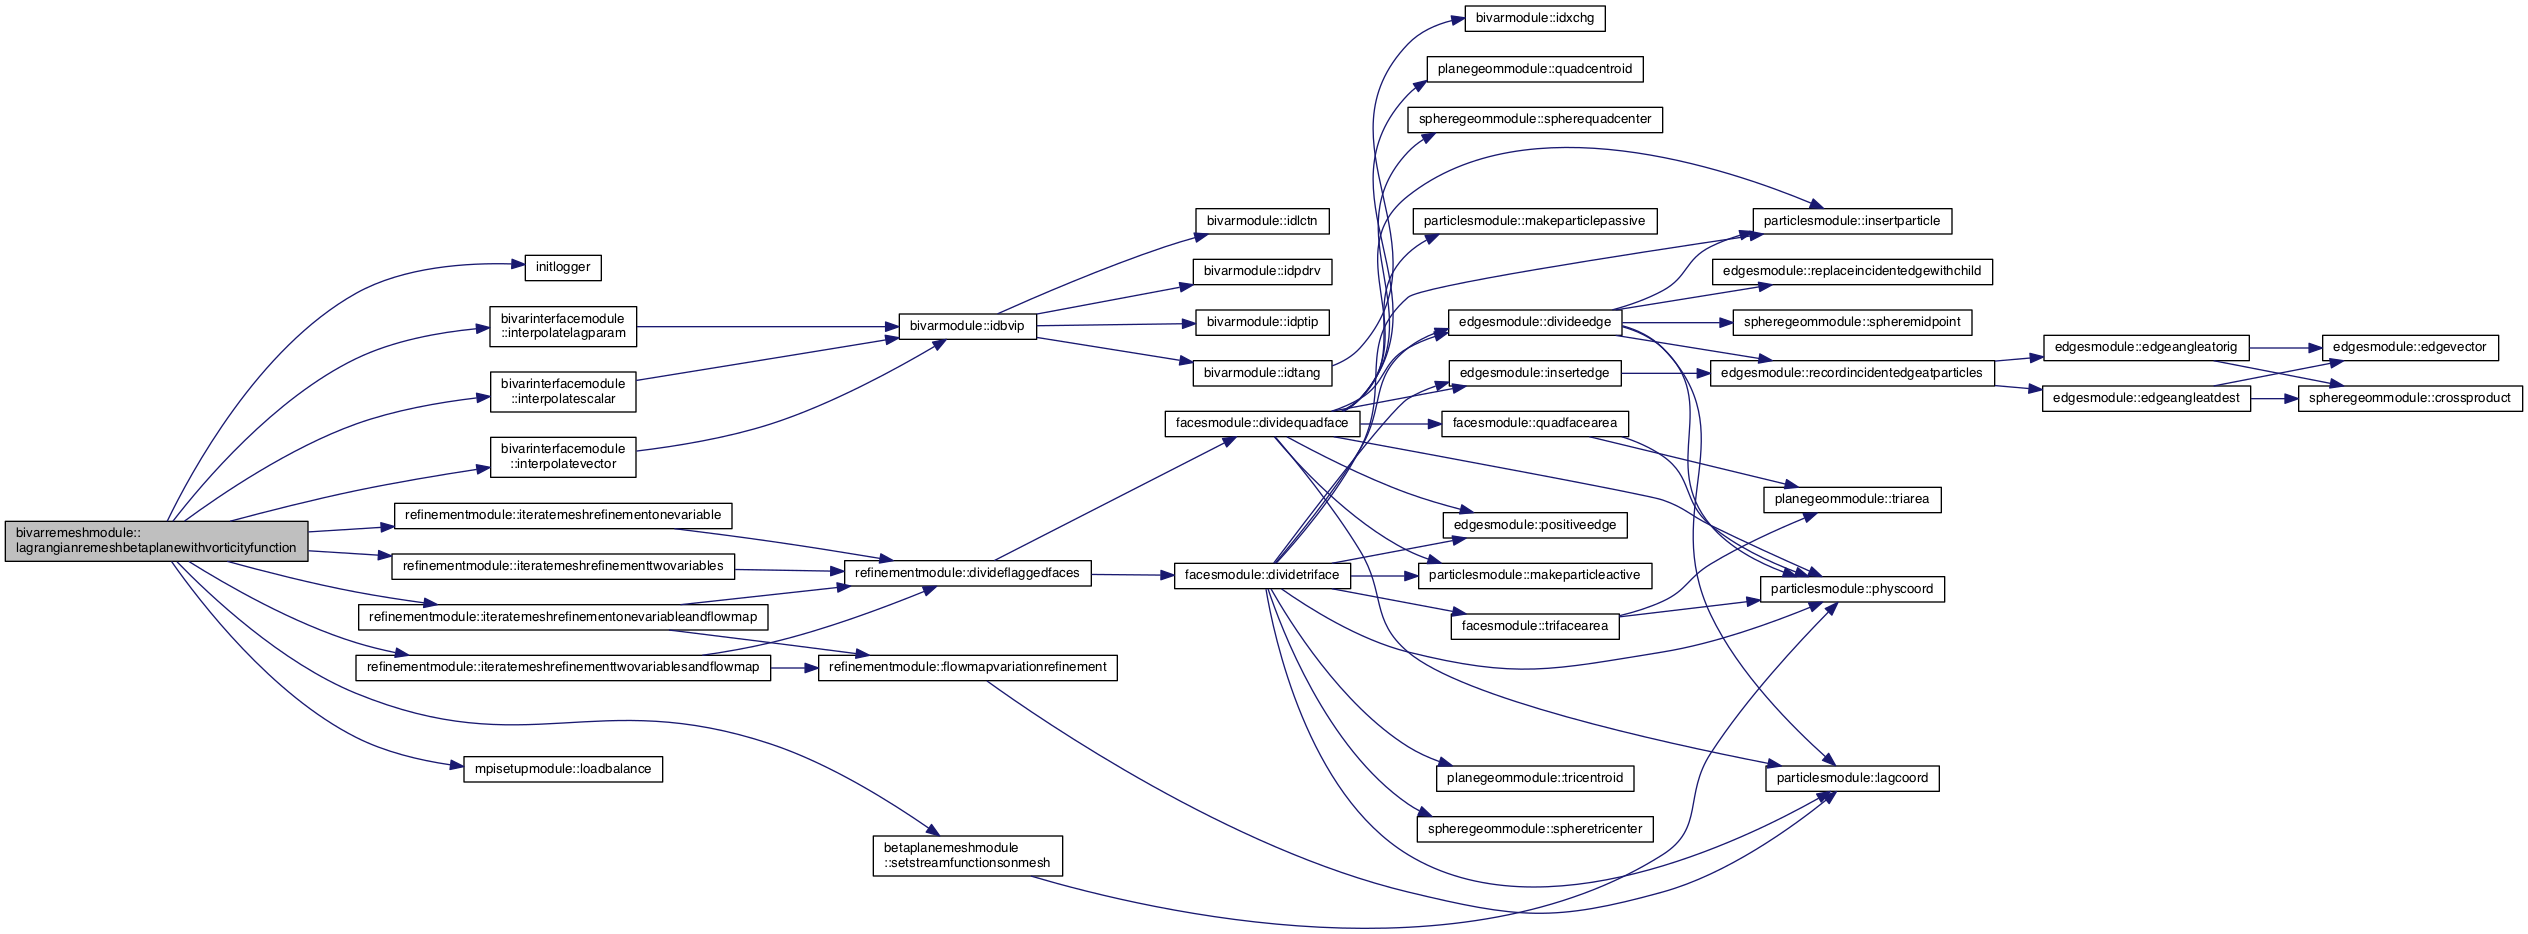 bivarremeshmodule::
lagrangianremeshbetaplanewithvorticityfunction
initlogger
bivarinterfacemodule
::interpolatelagparam
bivarinterfacemodule
::interpolatescalar
bivarinterfacemodule
::interpolatevector
refinementmodule::iteratemeshrefinementonevariable
refinementmodule::iteratemeshrefinementtwovariables
refinementmodule::iteratemeshrefinementonevariableandflowmap
refinementmodule::iteratemeshrefinementtwovariablesandflowmap
mpisetupmodule::loadbalance
bivarmodule::idbvip
refinementmodule::divideflaggedfaces
refinementmodule::flowmapvariationrefinement
betaplanemeshmodule
::setstreamfunctionsonmesh
bivarmodule::idlctn
bivarmodule::idpdrv
bivarmodule::idptip
bivarmodule::idtang
facesmodule::dividequadface
facesmodule::dividetriface
bivarmodule::idxchg
planegeommodule::quadcentroid
spheregeommodule::spherequadcenter
particlesmodule::makeparticlepassive
edgesmodule::divideedge
edgesmodule::insertedge
facesmodule::quadfacearea
edgesmodule::positiveedge
particlesmodule::makeparticleactive
facesmodule::trifacearea
planegeommodule::tricentroid
spheregeommodule::spheretricenter
particlesmodule::insertparticle
edgesmodule::replaceincidentedgewithchild
spheregeommodule::spheremidpoint
edgesmodule::recordincidentedgeatparticles
planegeommodule::triarea
particlesmodule::physcoord
particlesmodule::lagcoord
edgesmodule::edgeangleatorig
edgesmodule::edgeangleatdest
edgesmodule::edgevector
spheregeommodule::crossproduct